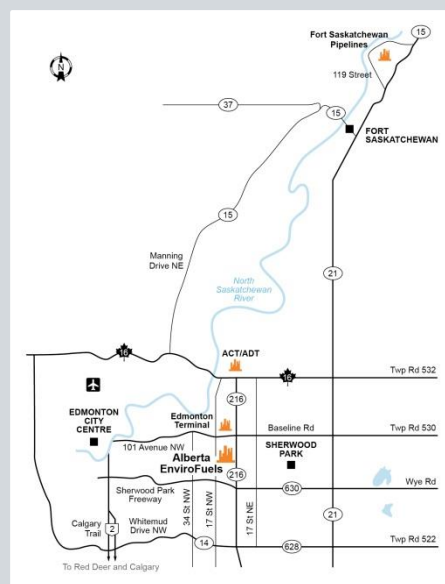 Fort Saskatchewan
Pipelines
15
119 Street
N
37
15
FORT
SASKATCHEWAN
15
Manning
Drive NE
21
North
Saskatchewan
River
16
ACT/ADT
16
Twp Rd 532
216
EDMONTON
CITY
CENTRE
Edmonton
Terminal
Baseline Rd
Twp Rd 530
101 Avenue NW
SHERWOOD
PARK
Alberta
EnviroFuels
216
Wye Rd
630
Sherwood Park
Freeway
34 St NW
17 St NW
17 St NE
21
Calgary
Trail
2
Whitemud
Drive NW
14
628
Twp Rd 522
To Red Deer and Calgary